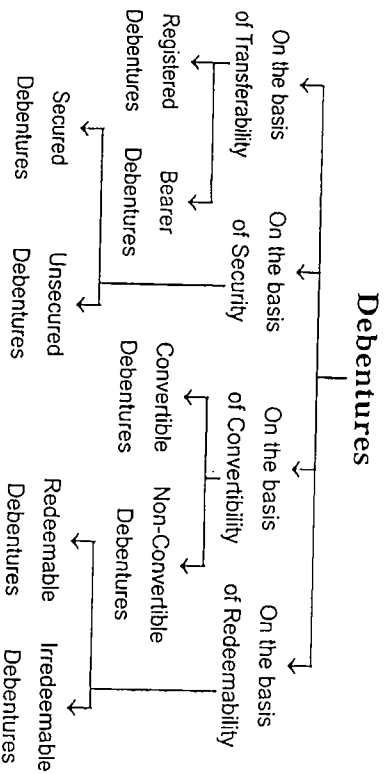 Debentures
On the basis
of Transferability
On the basis
of Security
On the basis
of Convertibility
On the basis
of Redeemability
Registered
Debentures
Bearer
Debentures
Secured
Debentures
Unsecured
Debentures
Convertible
Debentures
Non-Convertible
Debentures
Redeemable
Debentures
Irredeemable
Debentures